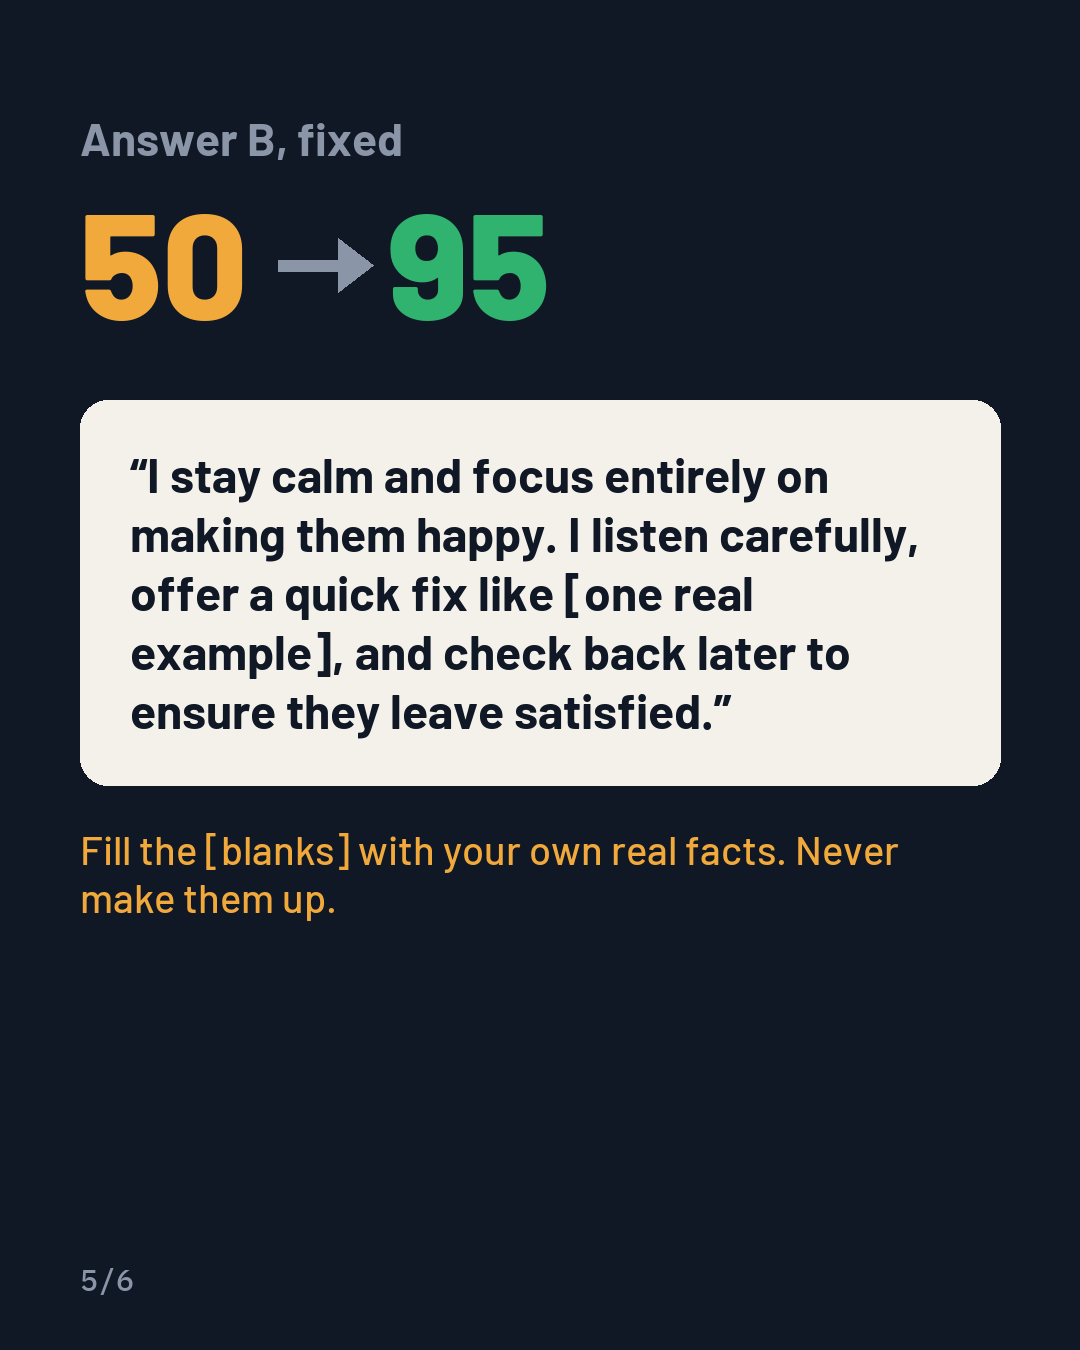 Answer B, fixed
50 → 95
“I stay calm and focus entirely on
making them happy. I listen carefully,
offer a quick fix like [one real
example], and check back later to
ensure they leave satisfied.”
Fill the [blanks] with your own real facts. Never
make them up.
5/6